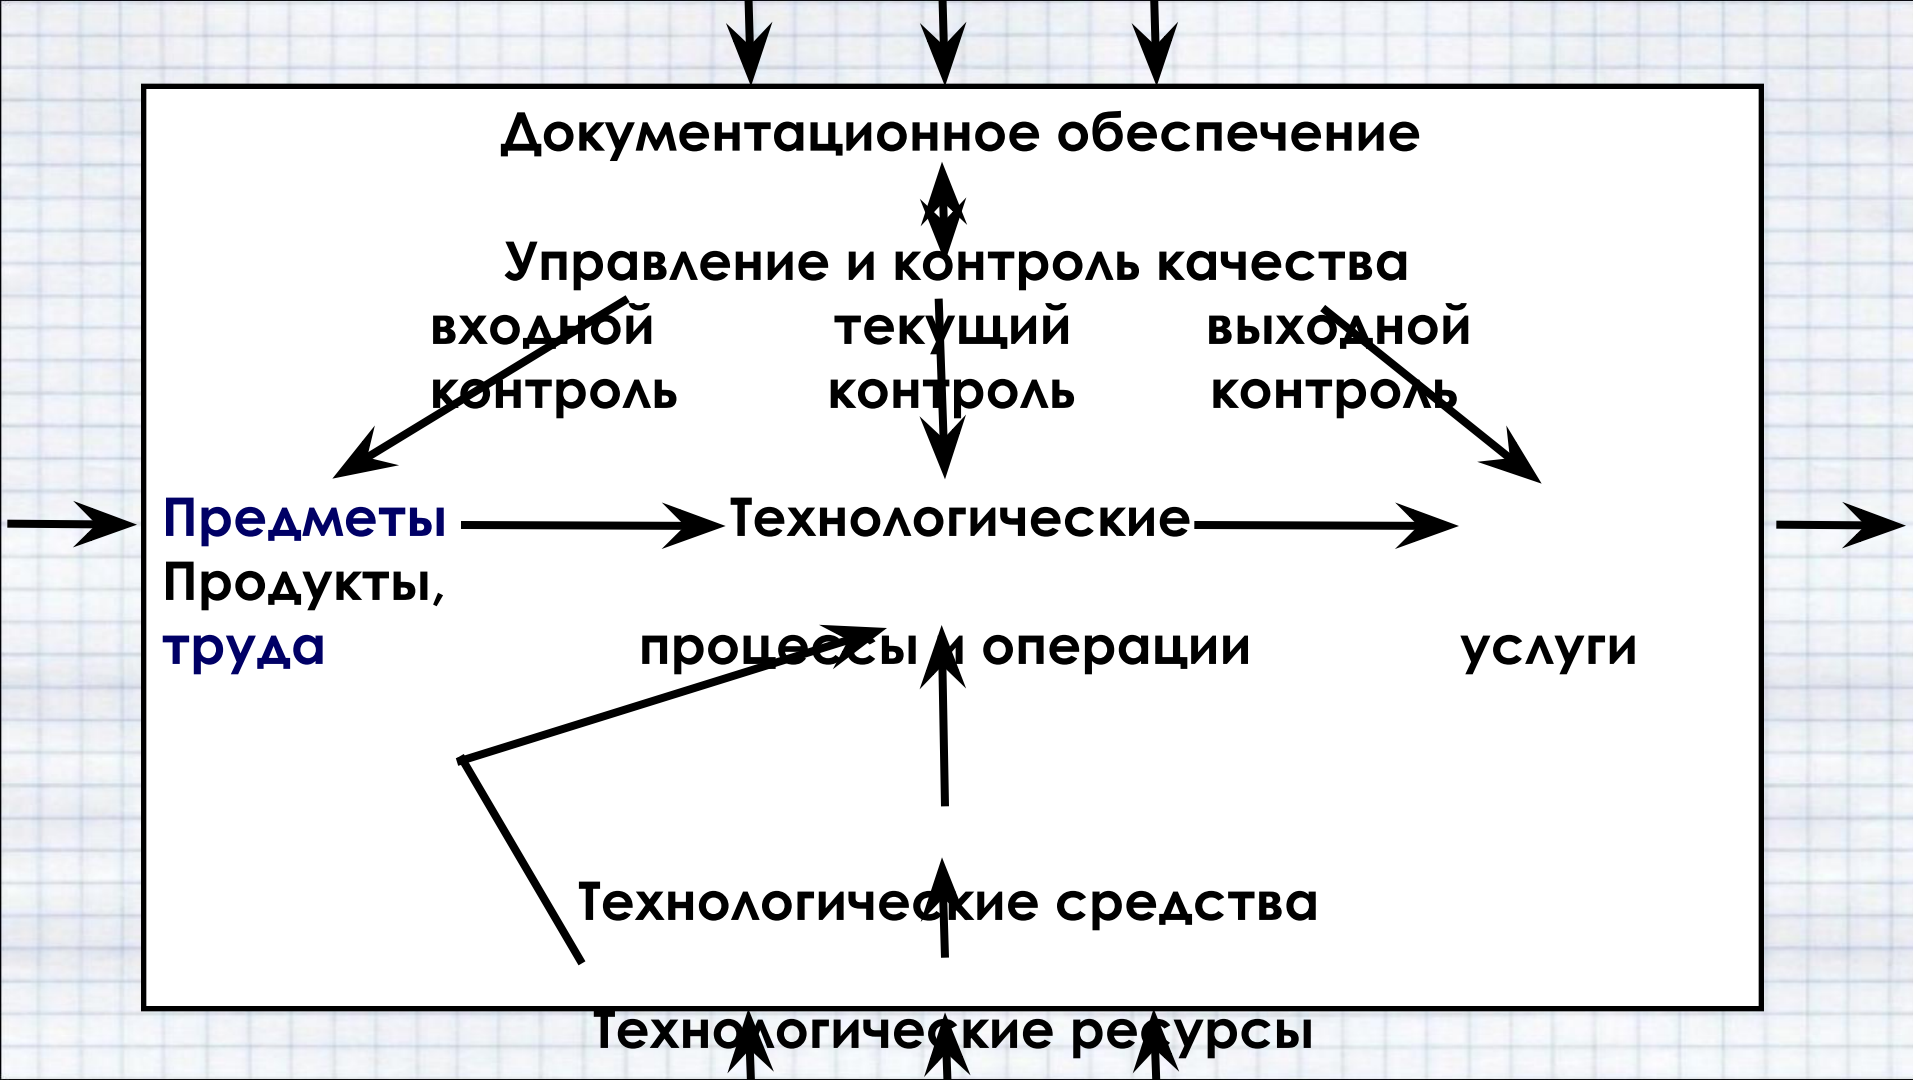 Документационное обеспечение
Управление и контроль качества
входной текущий выходной
контроль контроль контроль
Предметы Технологические
Продукты,
труда процессы и операции услуги
Технологические средства
Технологические ресурсы